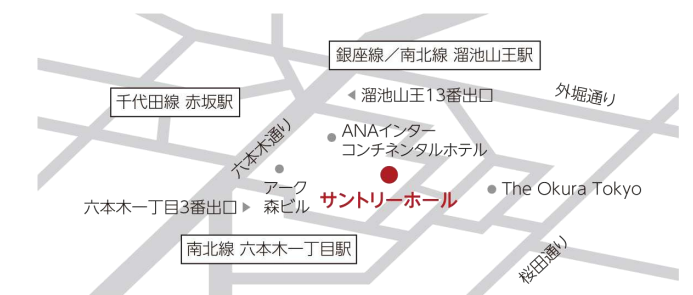 銀座線／南北線 溜池山王駅
千代田線 赤坂駅
溜池山王13番出口
外堀通り
六本木通り
ANAインター
コンチネンタルホテル
アーク
森ビル
サントリーホール
The Okura Tokyo
六本木一丁目3番出口
南北線 六本木一丁目駅
桜田通り